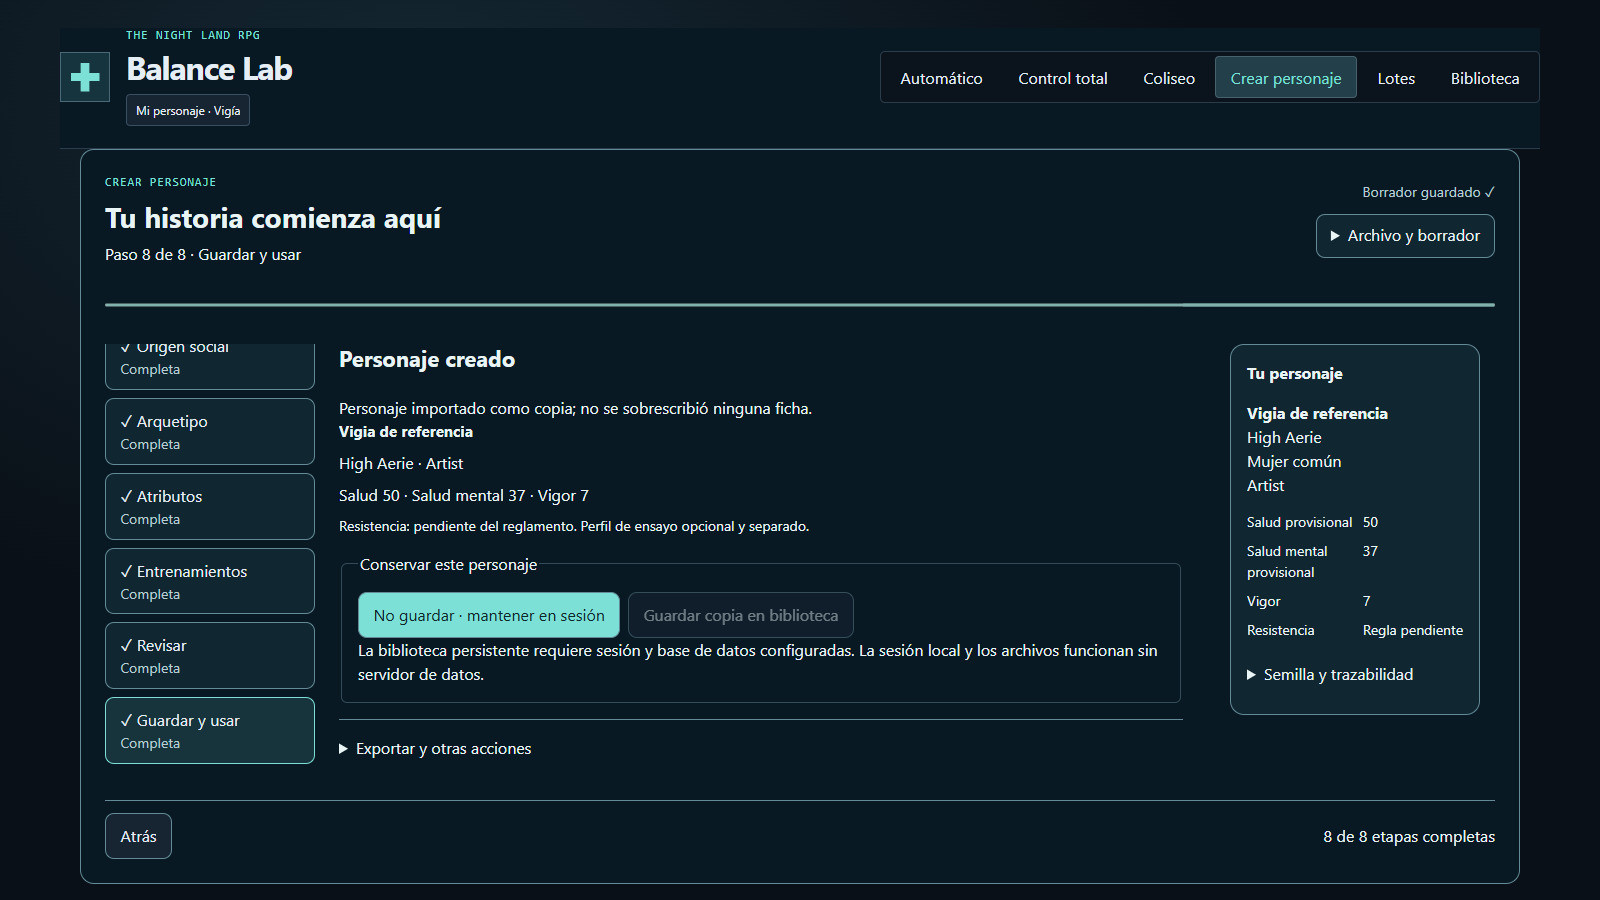 THE NIGHT LAND RPG
Balance Lab
Mi personaje · Vigía
Automático
Control total
Coliseo
Crear personaje
Lotes
Biblioteca
CREAR PERSONAJE
Tu historia comienza aquí
Paso 8 de 8 · Guardar y usar
Borrador guardado ✓
▶ Archivo y borrador
✓ Origen social
Completa
✓ Arquetipo
Completa
✓ Atributos
Completa
✓ Entrenamientos
Completa
✓ Revisar
Completa
✓ Guardar y usar
Completa
Personaje creado
Personaje importado como copia; no se sobrescribió ninguna ficha.
Vigia de referencia
High Aerie · Artist
Salud 50 · Salud mental 37 · Vigor 7
Resistencia: pendiente del reglamento. Perfil de ensayo opcional y separado.
Conservar este personaje
No guardar · mantener en sesión
Guardar copia en biblioteca
La biblioteca persistente requiere sesión y base de datos configuradas. La sesión local y los archivos funcionan sin
servidor de datos.
▶ Exportar y otras acciones
Tu personaje
Vigia de referencia
High Aerie
Mujer común
Artist
Salud provisional 50
Salud mental 37
provisional
Vigor 7
Resistencia Regla pendiente
▶ Semilla y trazabilidad
Atrás
8 de 8 etapas completas